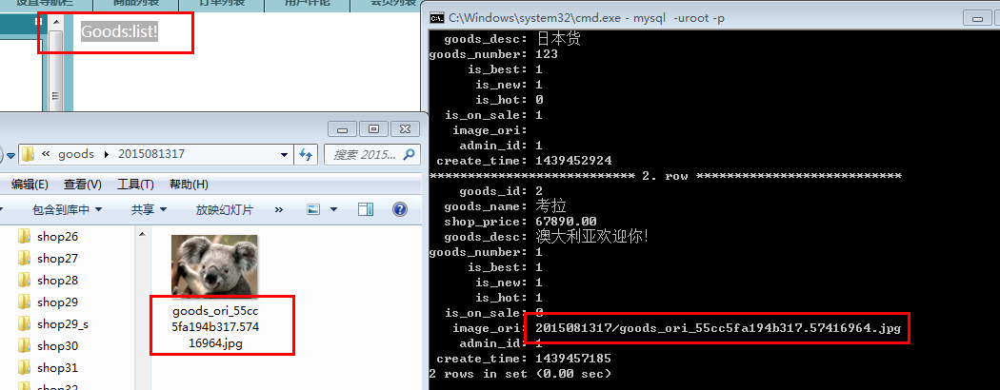 设置导航栏 商品列表 订单列表 用户评论 会员列表
Goods:list!
goods 2015081317
搜索 2015...
编辑(E) 查看(V) 工具(T) 帮助(H)
包含到库中 共享 放映幻灯片 »
shop26
shop27
shop28
shop29
shop29_s
shop30
shop31
shop32
goods_ori_55cc
5fa194b317.574
16964.jpg
C:\Windows\system32\cmd.exe - mysql -uroot -p
goods_desc: 日本货
goods_number: 123
is_best: 1
is_new: 1
is_hot: 0
is_on_sale: 1
image_ori:
admin_id: 1
create_time: 1439452924
*************************** 2. row ***************************
goods_id: 2
goods_name: 考拉
shop_price: 67890.00
goods_desc: 澳大利亚欢迎你!
goods_number: 1
is_best: 1
is_new: 1
is_hot: 1
is_on_sale: 0
image_ori: 2015081317/goods_ori_55cc5fa194b317.57416964.jpg
admin_id: 1
create_time: 1439457185
2 rows in set (0.00 sec)